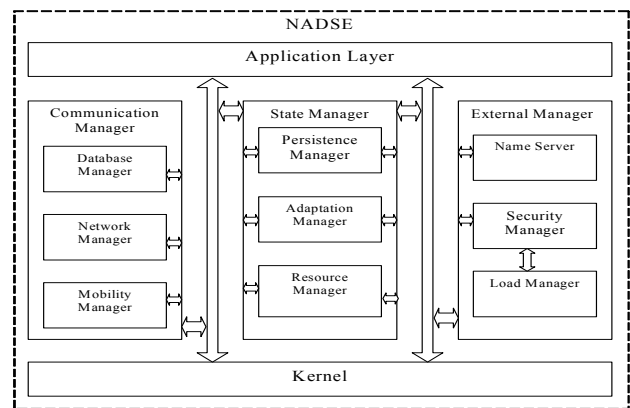 NADSE
Application Layer
Communication
Manager
Database
Manager
Network
Manager
Mobility
Manager
State Manager
Persistence
Manager
Adaptation
Manager
Resource
Manager
External Manager
Name Server
Security
Manager
Load Manager
Kernel